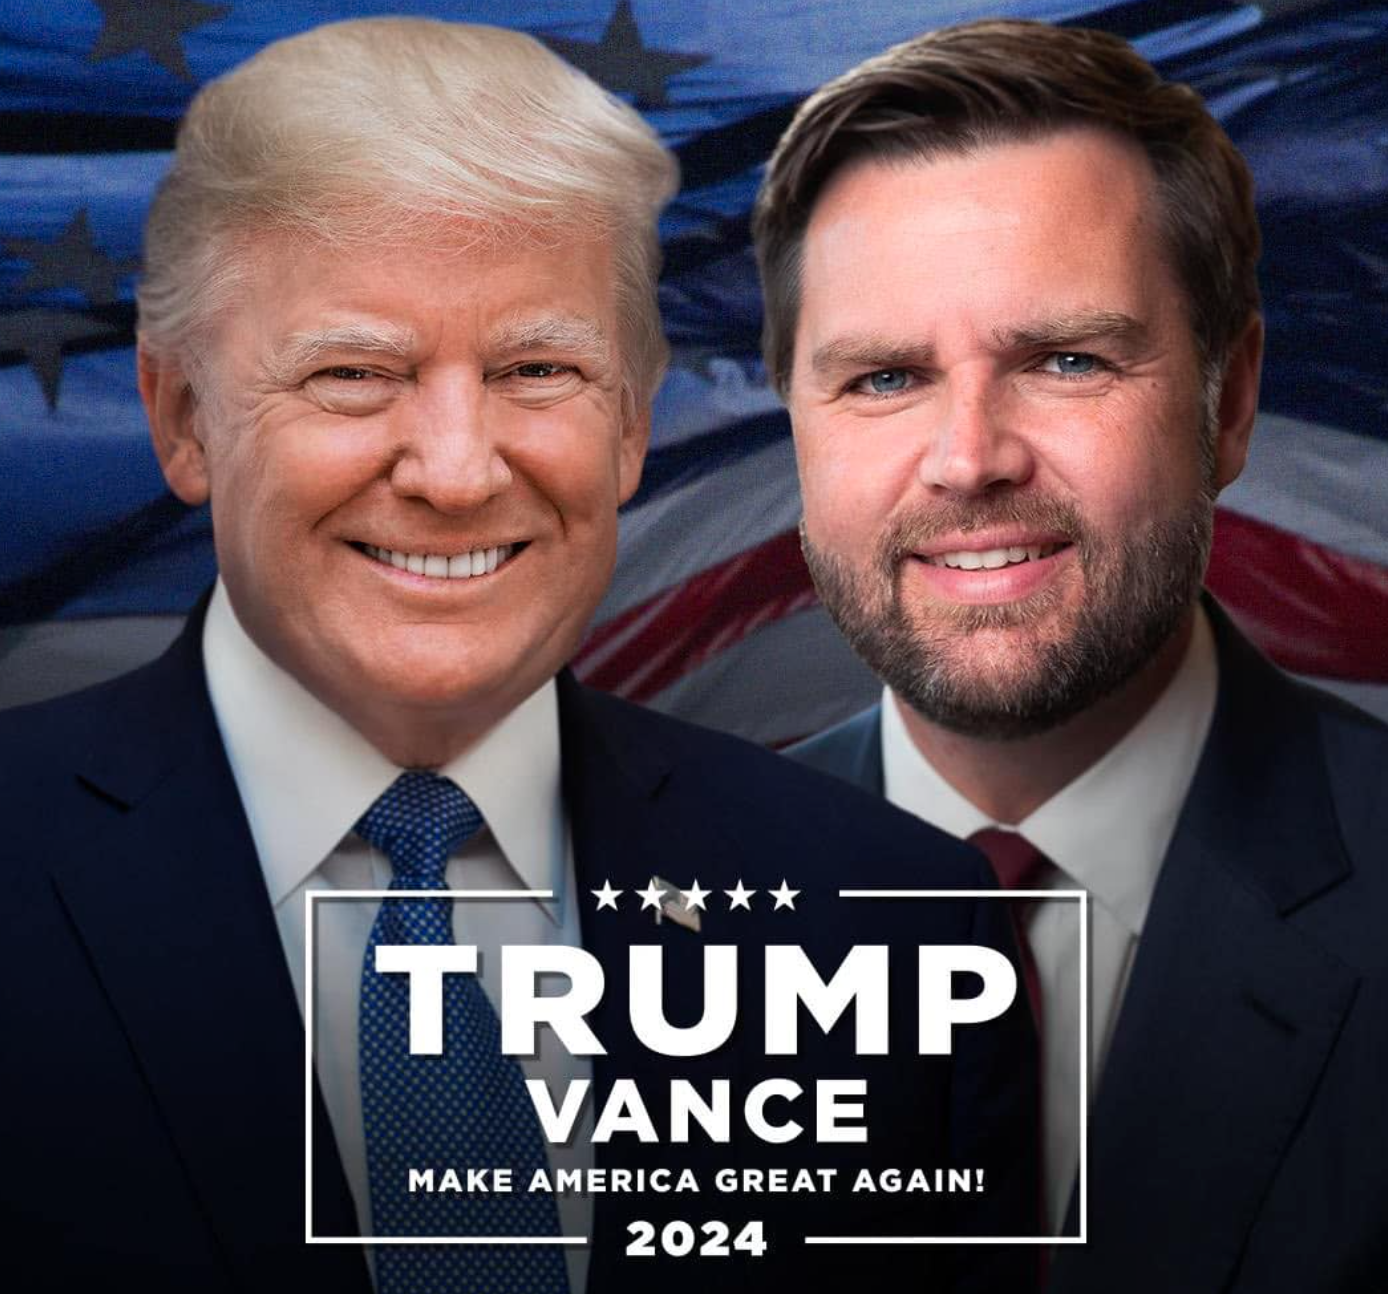 TRUMP
VANCE
MAKE AMERICA GREAT AGAIN!
2024